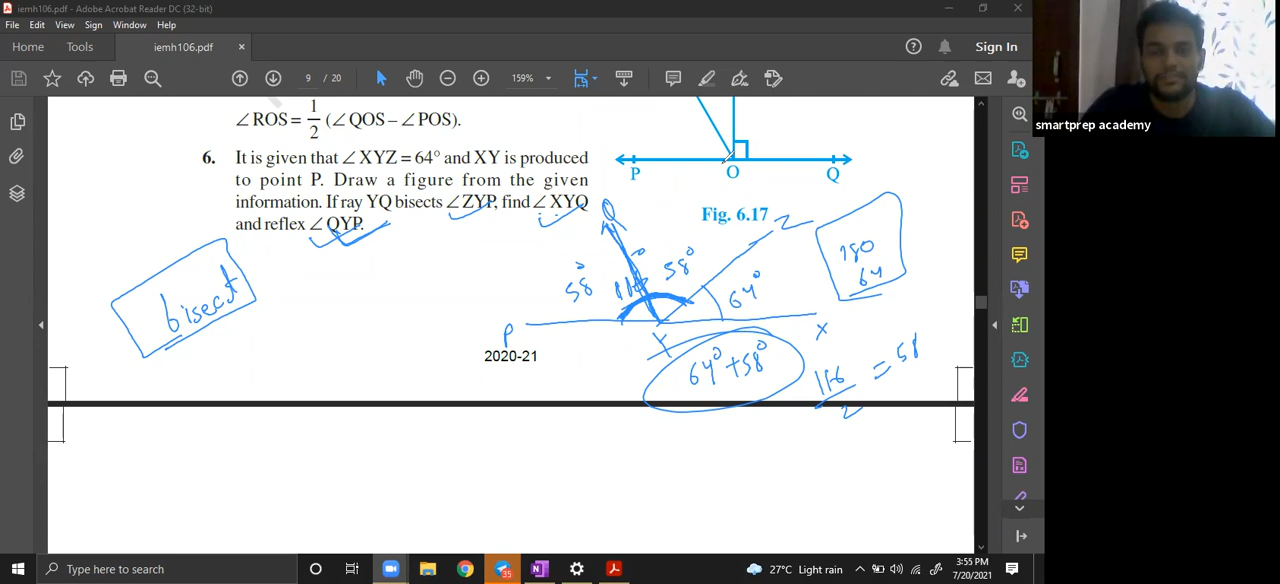 iemh106.pdf - Adobe Acrobat Reader DC (32-bit)
File Edit View Sign Window Help
Home Tools iemh106.pdf × Sign In
9 / 20 159%
smartprep academy
∠ROS = 1/2 (∠QOS – ∠POS).
6. It is given that ∠XYZ = 64° and XY is produced
to point P. Draw a figure from the given
information. If ray YQ bisects ∠ZYP, find ∠XYQ
and reflex ∠QYP.
P O Q
Fig. 6.17
Q Z
180
64
58° 116° 58° 64°
bisect
P Y X
2020-21
64° + 58°
116/2 = 58
Type here to search
35
27°C Light rain
3:55 PM
7/20/2021